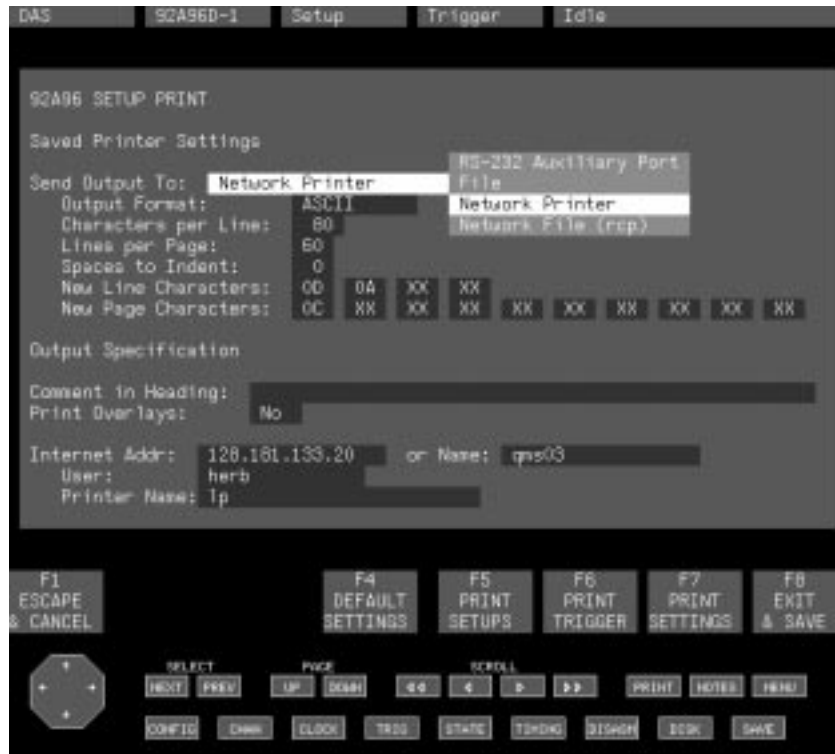 DAS 92A96D-1 Setup Trigger Idle
92A96 SETUP PRINT
Saved Printer Settings
RS-232 Auxiliary Port
Send Output To: Network Printer File
Output Format: ASCII Network Printer
Characters per Line: 80 Network File (rcp)
Lines per Page: 60
Spaces to Indent: 0
New Line Characters: 0D 0A XX XX
New Page Characters: 0C XX XX XX XX XX XX XX XX XX
Output Specification
Comment in Heading:
Print Overlays: No
Internet Addr: 128.181.133.20 or Name: qms03
User: herb
Printer Name: lp
F1 F4 F5 F6 F7 F8
ESCAPE DEFAULT PRINT PRINT PRINT EXIT
& CANCEL SETTINGS SETUPS TRIGGER SETTINGS & SAVE
SELECT PAGE SCROLL
NEXT PREV UP DOWN PRINT NOTES MENU
CONFIG CHAN CLOCK TRIG STATE TIMING DISASM DISK SAVE